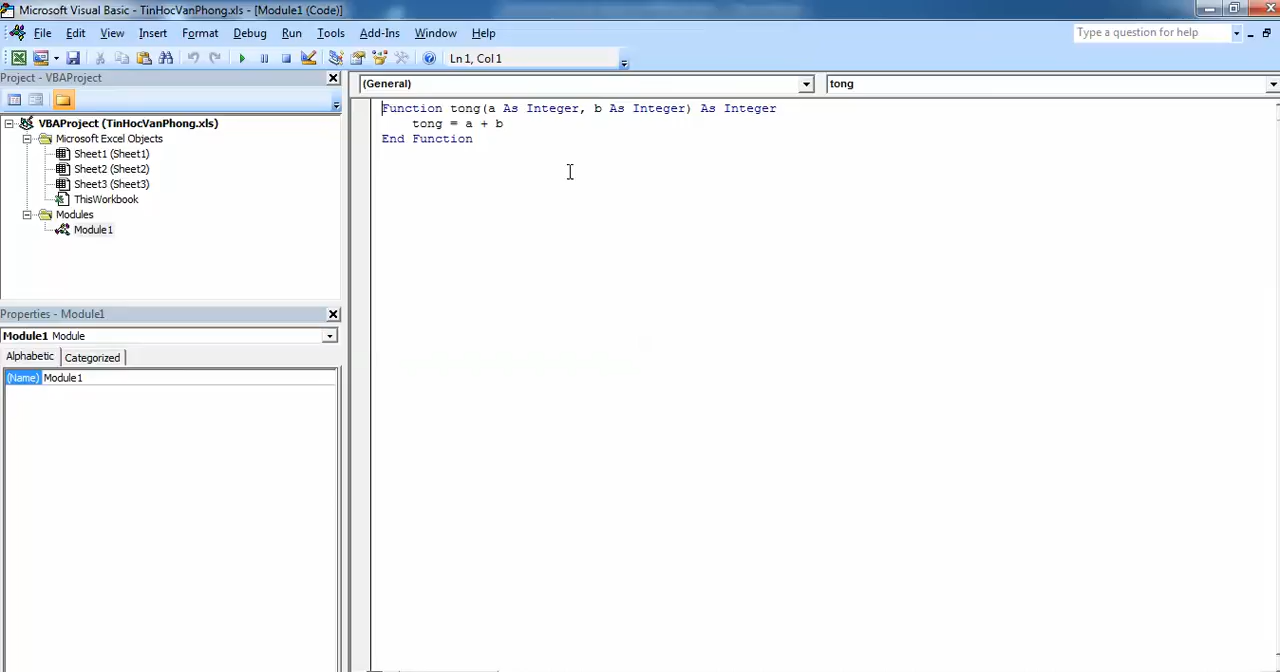 Microsoft Visual Basic - TinHocVanPhong.xls - [Module1 (Code)]
File Edit View Insert Format Debug Run Tools Add-Ins Window Help
Type a question for help
Ln 1, Col 1
Project - VBAProject
(General)
tong
VBAProject (TinHocVanPhong.xls)
Microsoft Excel Objects
Sheet1 (Sheet1)
Sheet2 (Sheet2)
Sheet3 (Sheet3)
ThisWorkbook
Modules
Module1
Function tong(a As Integer, b As Integer) As Integer
tong = a + b
End Function
Properties - Module1
Module1 Module
Alphabetic Categorized
(Name) Module1